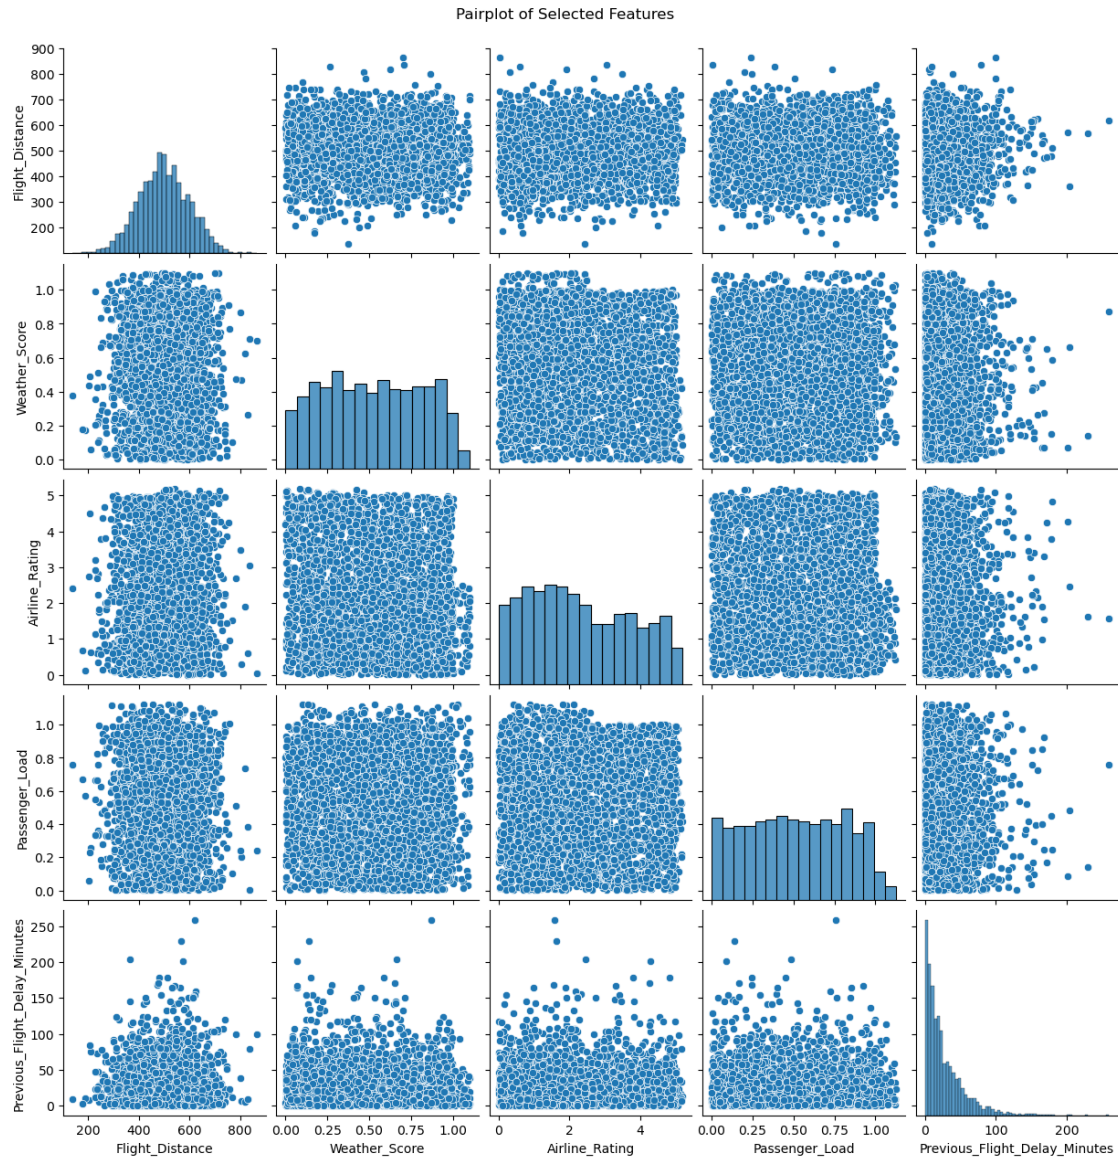 Pairplot of Selected Features
900
800
700
600
500
400
300
200
Flight_Distance
1.0
0.8
0.6
0.4
0.2
0.0
Weather_Score
5
4
3
2
1
0
Airline_Rating
1.0
0.8
0.6
0.4
0.2
0.0
Passenger_Load
250
200
150
100
50
0
Previous_Flight_Delay_Minutes
200 400 600 800
Flight_Distance
0.00 0.25 0.50 0.75 1.00
Weather_Score
0 2 4
Airline_Rating
0.00 0.25 0.50 0.75 1.00
Passenger_Load
0 100 200
Previous_Flight_Delay_Minutes